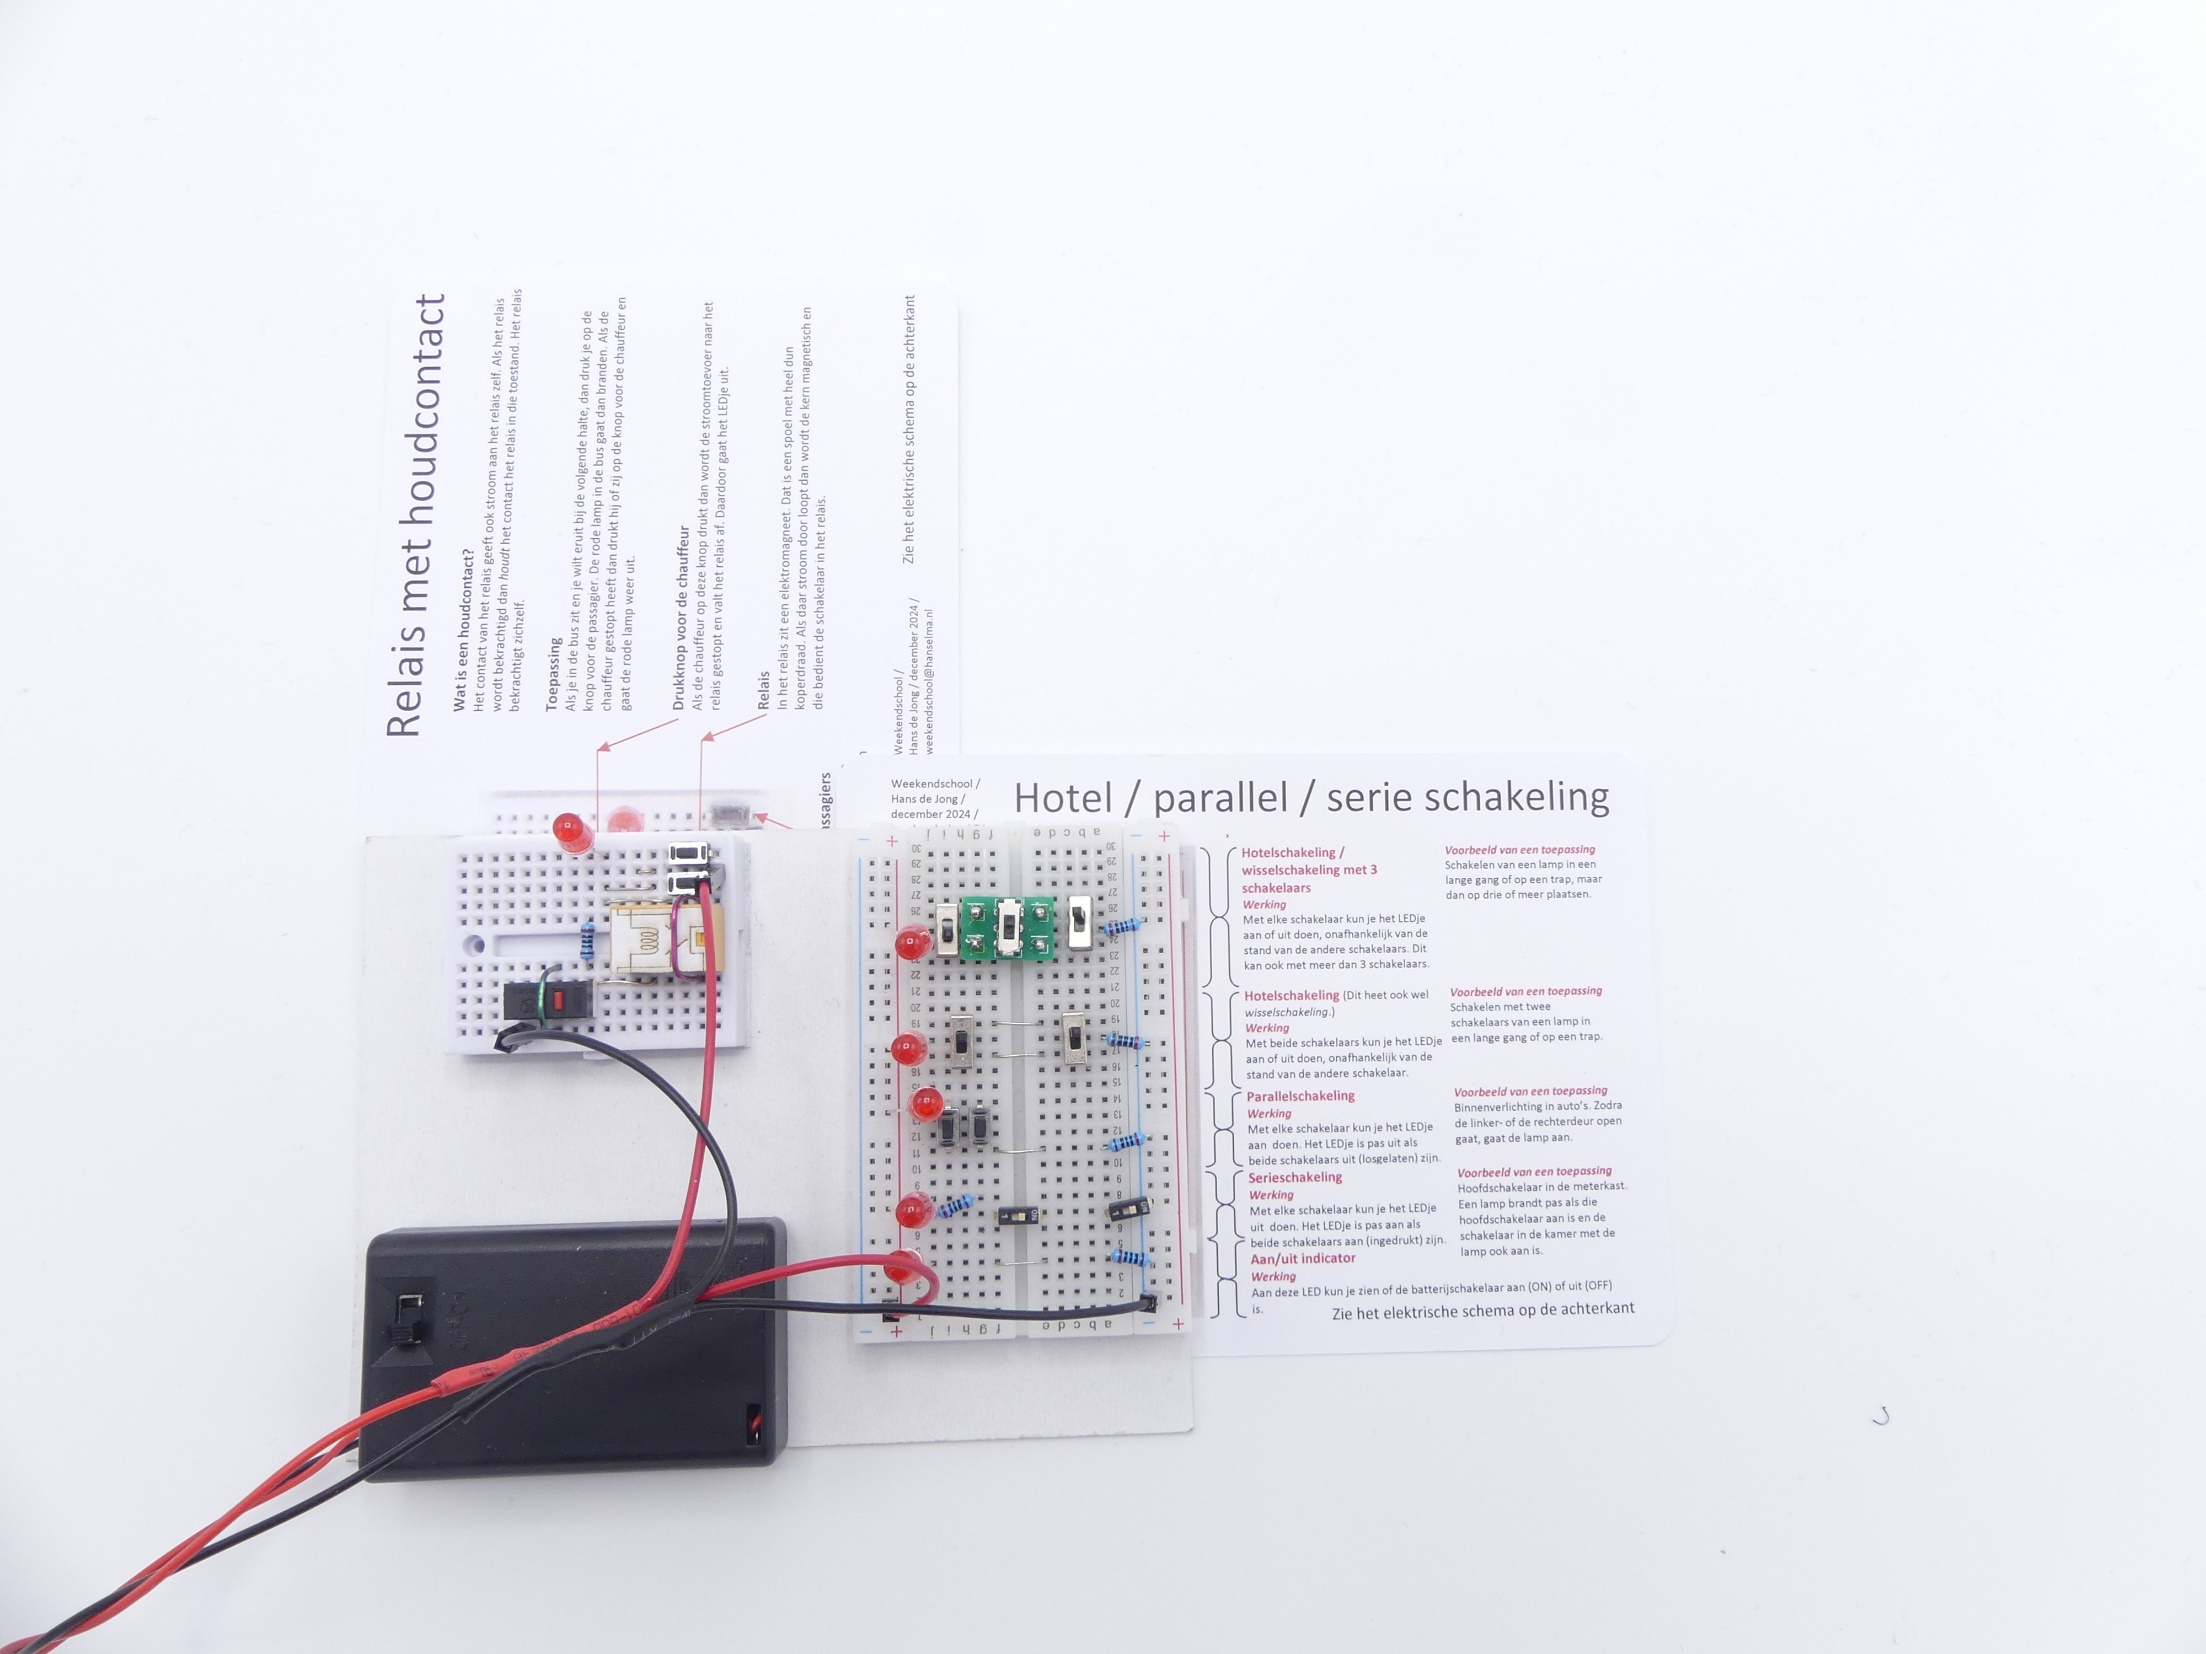 Relais met houdcontact
Wat is een houdcontact?
Het contact van het relais geeft ook stroom aan het relais zelf. Als het relais
wordt bekrachtigd dan houdt het contact het relais in die toestand. Het relais
bekrachtigt zichzelf.
Toepassing
Als je in de bus zit en je wilt eruit bij de volgende halte, dan druk je op de
knop voor de passagier. De rode lamp in de bus gaat dan branden. Als de
chauffeur gestopt heeft dan drukt hij of zij op de knop voor de chauffeur en
gaat de rode lamp weer uit.
Drukknop voor de chauffeur
Als de chauffeur op deze knop drukt dan wordt de stroomtoevoer naar het
relais gestopt en valt het relais af. Daardoor gaat het LEDje uit.
Relais
In het relais zit een elektromagneet. Dat is een spoel met heel dun
koperdraad. Als daar stroom door loopt dan wordt de kern magnetisch en
die bedient de schakelaar in het relais.
Zie het elektrische schema op de achterkant
Weekendschool /
Hans de Jong / december 2024 /
weekendschool@hanselma.nl
Weekendschool /
Hans de Jong /
december 2024 /
Hotel / parallel / serie schakeling
Hotelschakeling /
wisselschakeling met 3
schakelaars
Werking
Met elke schakelaar kun je het LEDje
aan of uit doen, onafhankelijk van de
stand van de andere schakelaars. Dit
kan ook met meer dan 3 schakelaars.
Voorbeeld van een toepassing
Schakelen van een lamp in een
lange gang of op een trap, maar
dan op drie of meer plaatsen.
Hotelschakeling (Dit heet ook wel
wisselschakeling.)
Werking
Met beide schakelaars kun je het LEDje
aan of uit doen, onafhankelijk van de
stand van de andere schakelaar.
Voorbeeld van een toepassing
Schakelen met twee
schakelaars van een lamp in
een lange gang of op een trap.
Parallelschakeling
Werking
Met elke schakelaar kun je het LEDje
aan doen. Het LEDje is pas uit als
beide schakelaars uit (losgelaten) zijn.
Voorbeeld van een toepassing
Binnenverlichting in auto's. Zodra
de linker- of de rechterdeur open
gaat, gaat de lamp aan.
Serieschakeling
Werking
Met elke schakelaar kun je het LEDje
uit doen. Het LEDje is pas aan als
beide schakelaars aan (ingedrukt) zijn.
Voorbeeld van een toepassing
Hoofdschakelaar in de meterkast.
Een lamp brandt pas als die
hoofdschakelaar aan is en de
schakelaar in de kamer met de
lamp ook aan is.
Aan/uit indicator
Werking
Aan deze LED kun je zien of de batterijschakelaar aan (ON) of uit (OFF)
is.
Zie het elektrische schema op de achterkant